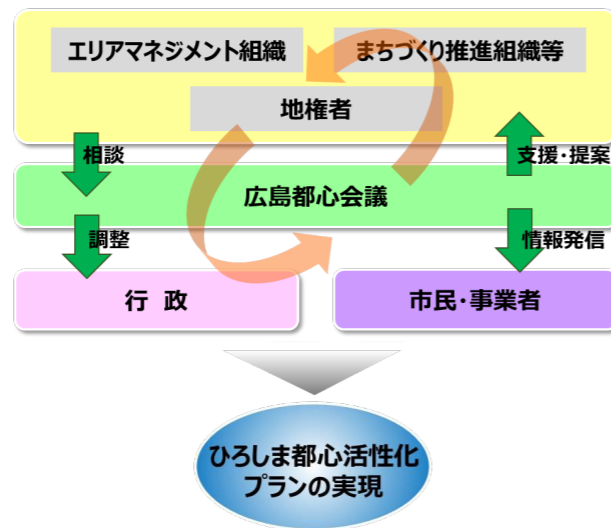 エリアマネジメント組織
まちづくり推進組織等
地権者
相談
支援・提案
広島都心会議
調整
情報発信
行 政
市民・事業者
ひろしま都心活性化
プランの実現